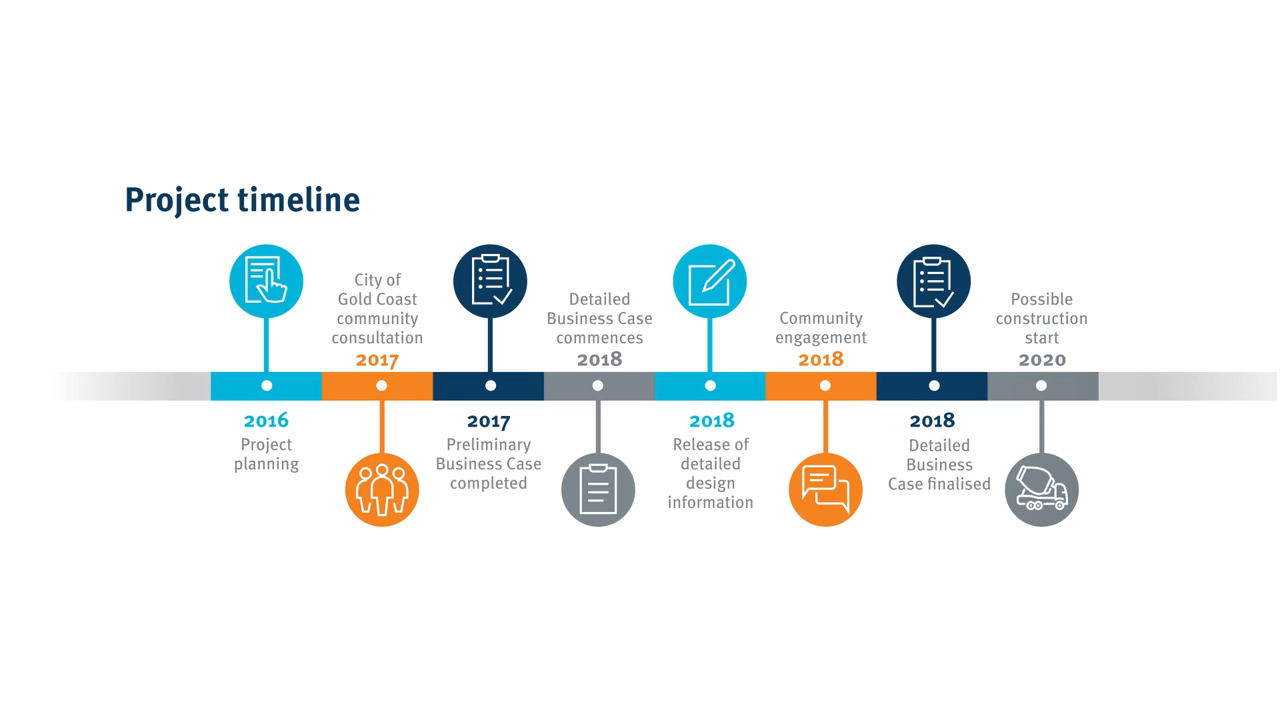 Project timeline
2016
Project
planning
City of
Gold Coast
community
consultation
2017
2017
Preliminary
Business Case
completed
Detailed
Business Case
commences
2018
2018
Release of
detailed
design
information
Community
engagement
2018
2018
Detailed
Business
Case finalised
Possible
construction
start
2020